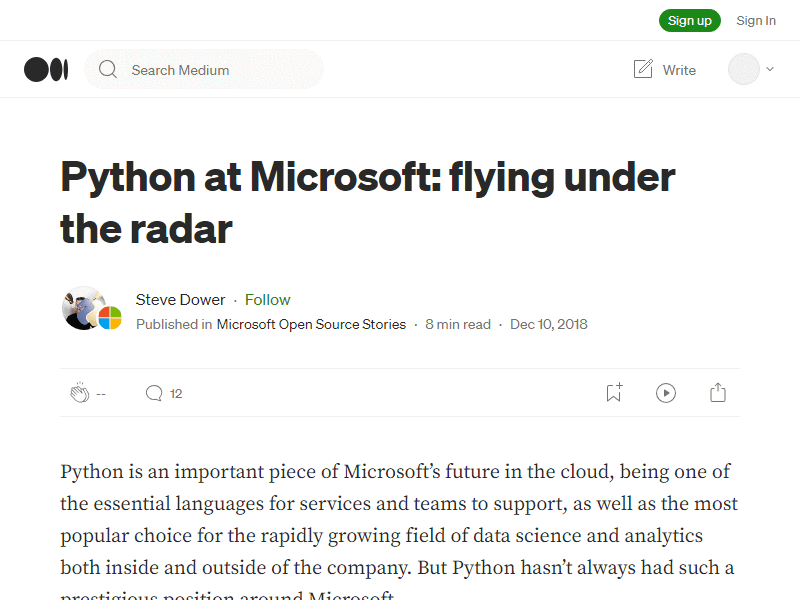 Sign up Sign In
Search Medium Write
Python at Microsoft: flying under
the radar
Steve Dower · Follow
Published in Microsoft Open Source Stories · 8 min read · Dec 10, 2018
-- 12
Python is an important piece of Microsoft’s future in the cloud, being one of
the essential languages for services and teams to support, as well as the most
popular choice for the rapidly growing field of data science and analytics
both inside and outside of the company. But Python hasn’t always had such a
prestigious position around Microsoft.